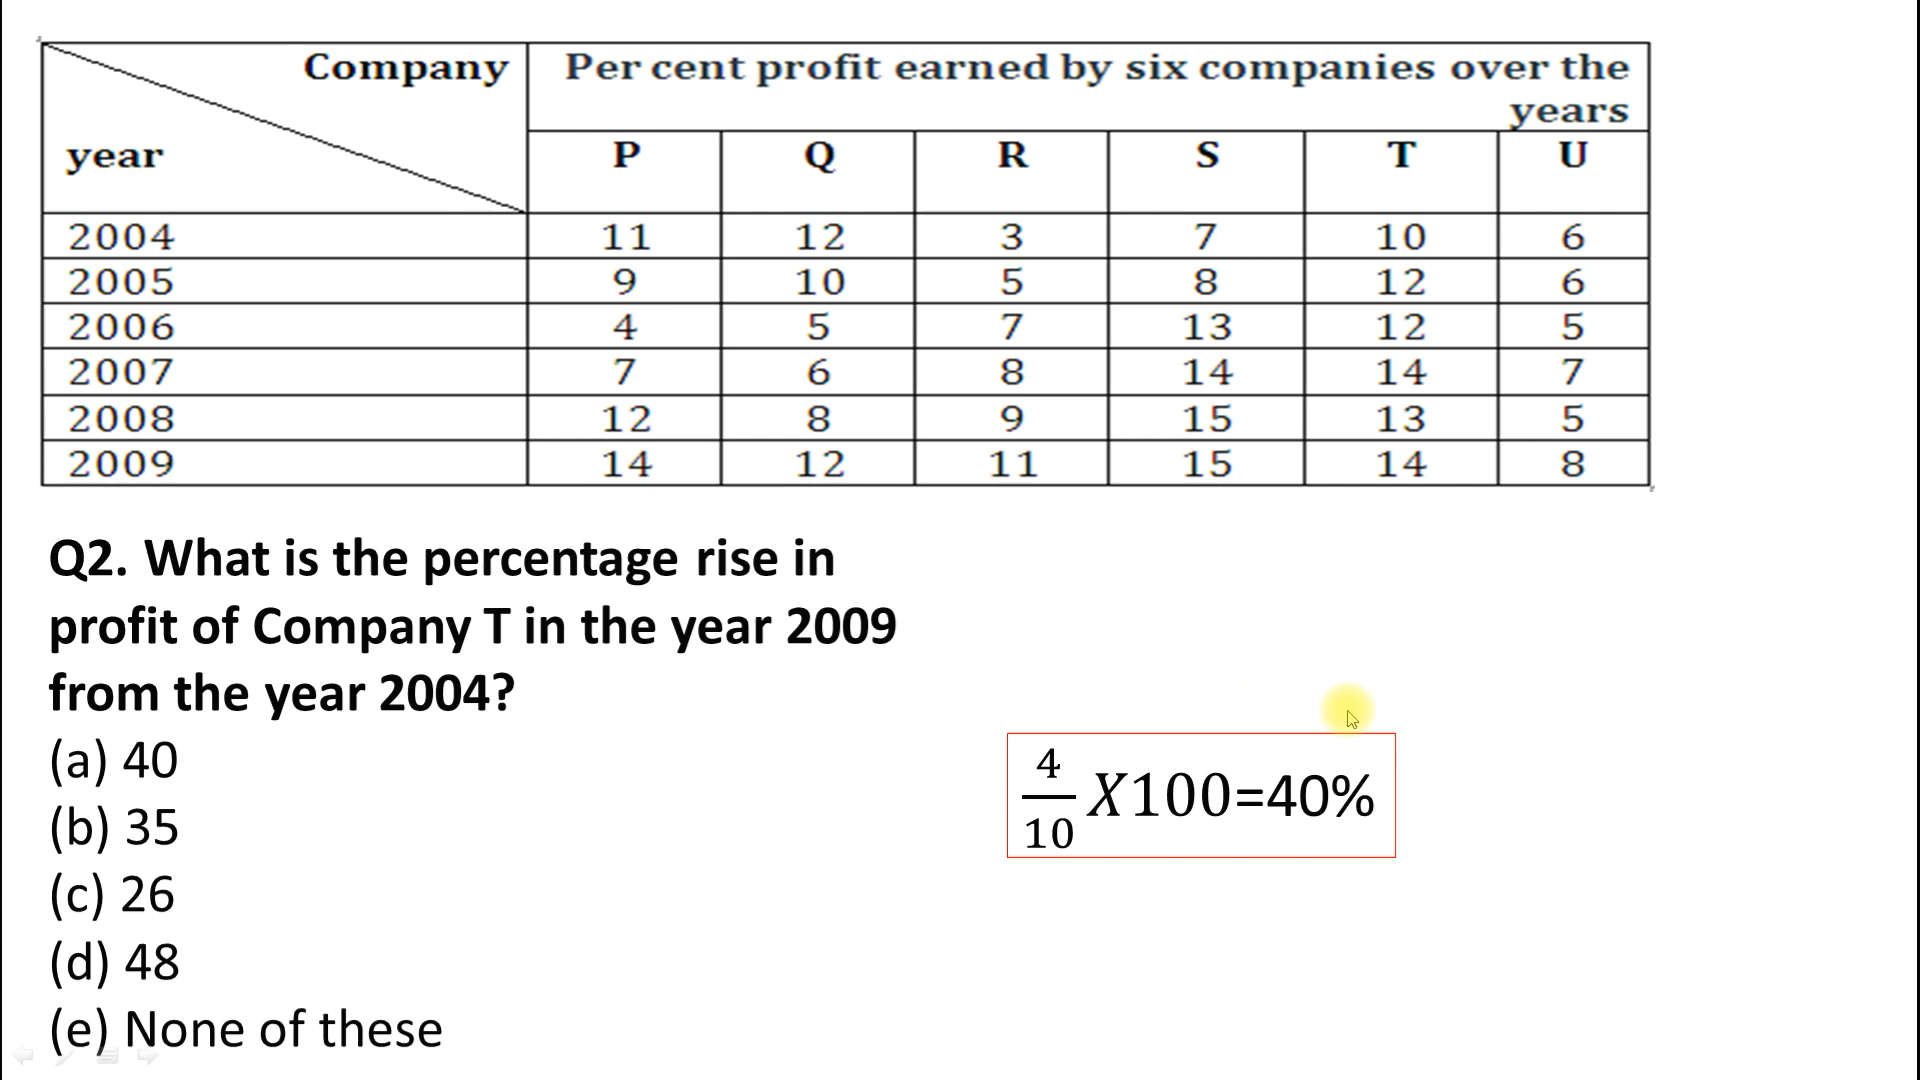 Company
year
Per cent profit earned by six companies over the
years
P Q R S T U
2004 11 12 3 7 10 6
2005 9 10 5 8 12 6
2006 4 5 7 13 12 5
2007 7 6 8 14 14 7
2008 12 8 9 15 13 5
2009 14 12 11 15 14 8
Q2. What is the percentage rise in
profit of Company T in the year 2009
from the year 2004?
(a) 40
(b) 35
(c) 26
(d) 48
(e) None of these
4
10
X100=40%